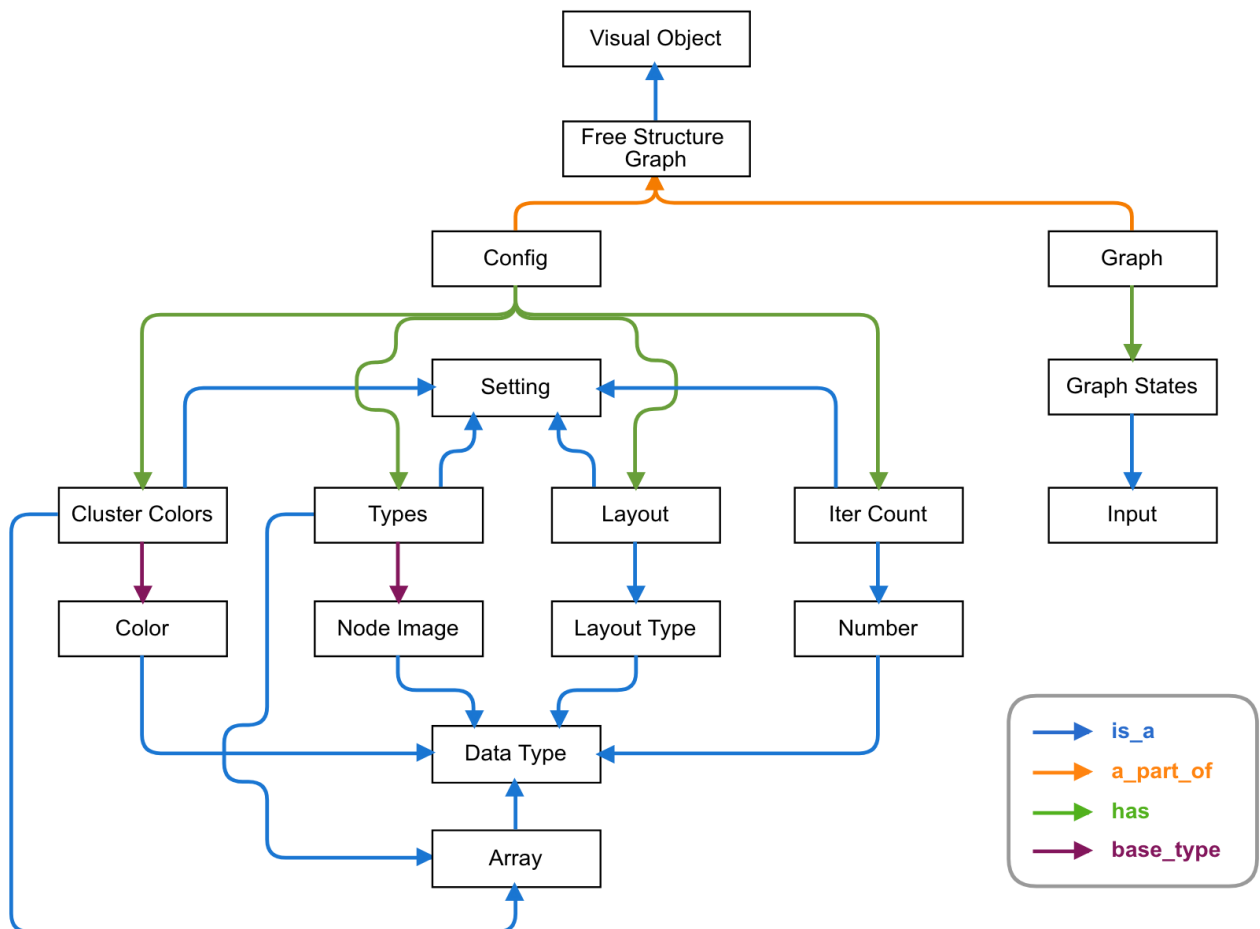 Visual Object
Free Structure
Graph
Config
Graph
Setting
Graph States
Cluster Colors
Types
Layout
Iter Count
Input
Color
Node Image
Layout Type
Number
Data Type
Array
is_a
a_part_of
has
base_type